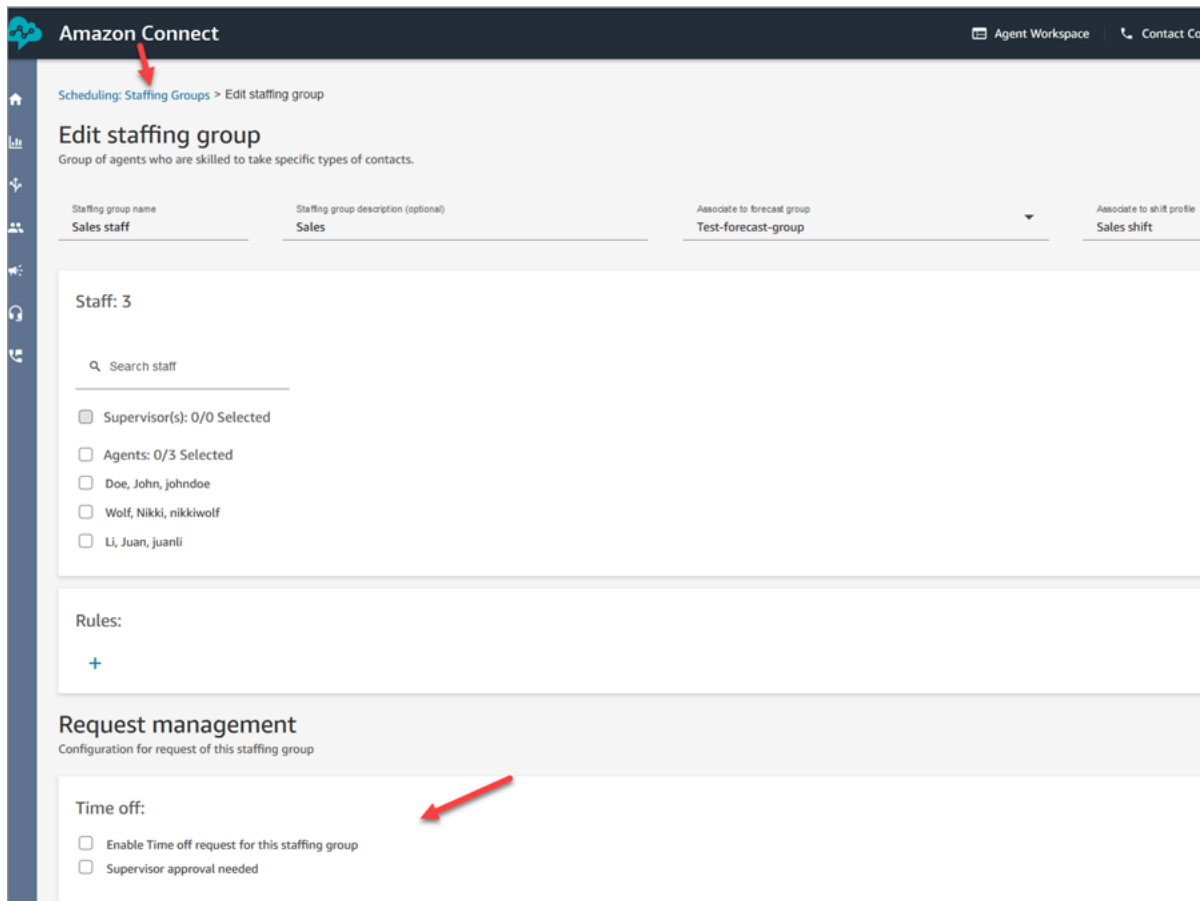 Amazon Connect
Agent Workspace
Contact Co
Scheduling: Staffing Groups > Edit staffing group
Edit staffing group
Group of agents who are skilled to take specific types of contacts.
Staffing group name
Sales staff
Staffing group description (optional)
Sales
Associate to forecast group
Test-forecast-group
Associate to shift profile
Sales shift
Staff: 3
Search staff
Supervisor(s): 0/0 Selected
Agents: 0/3 Selected
Doe, John, johndoe
Wolf, Nikki, nikkiwolf
Li, Juan, juanli
Rules:
+
Request management
Configuration for request of this staffing group
Time off:
Enable Time off request for this staffing group
Supervisor approval needed